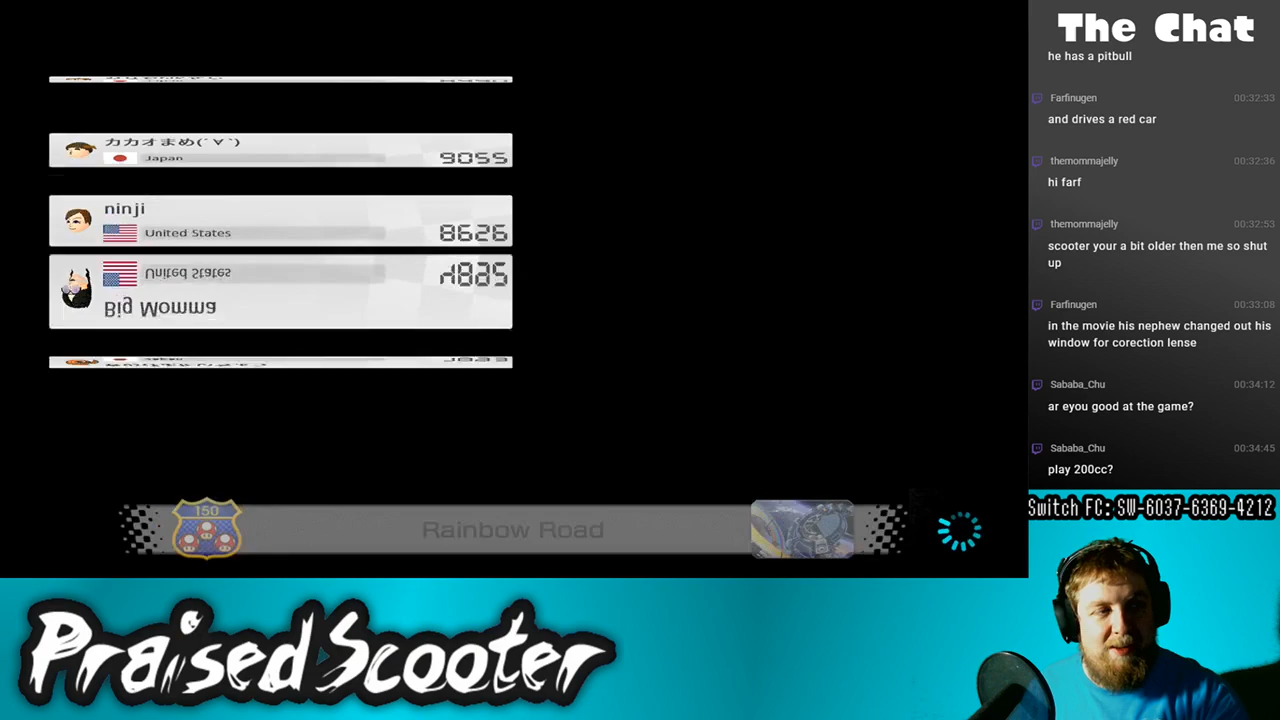 カカオまめ(´∀`)
Japan
9055
ninji
United States
8626
United States
4895
Big Momma
150
Rainbow Road
PraisedScooter
The Chat
he has a pitbull
Farfinugen 00:32:33
and drives a red car
themommajelly 00:32:36
hi farf
themommajelly 00:32:53
scooter your a bit older then me so shut
up
Farfinugen 00:33:08
in the movie his nephew changed out his
window for corection lense
Sababa_Chu 00:34:12
ar eyou good at the game?
Sababa_Chu 00:34:45
play 200cc?
Switch FC: SW-6037-6369-4212